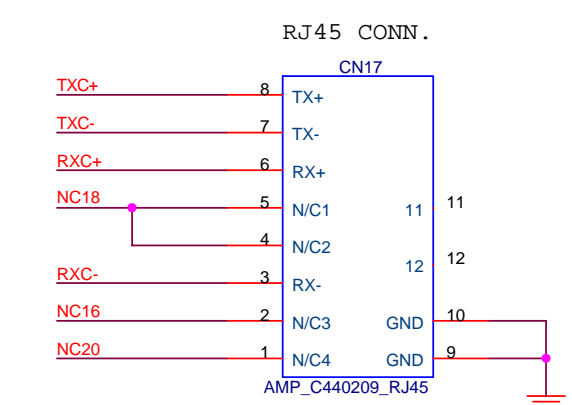 RJ45 CONN.
CN17
TXC+ 8 TX+
TXC- 7 TX-
RXC+ 6 RX+
NC18 5 N/C1 11 11
4 N/C2
12 12
RXC- 3 RX-
NC16 2 N/C3 GND 10
NC20 1 N/C4 GND 9
AMP_C440209_RJ45